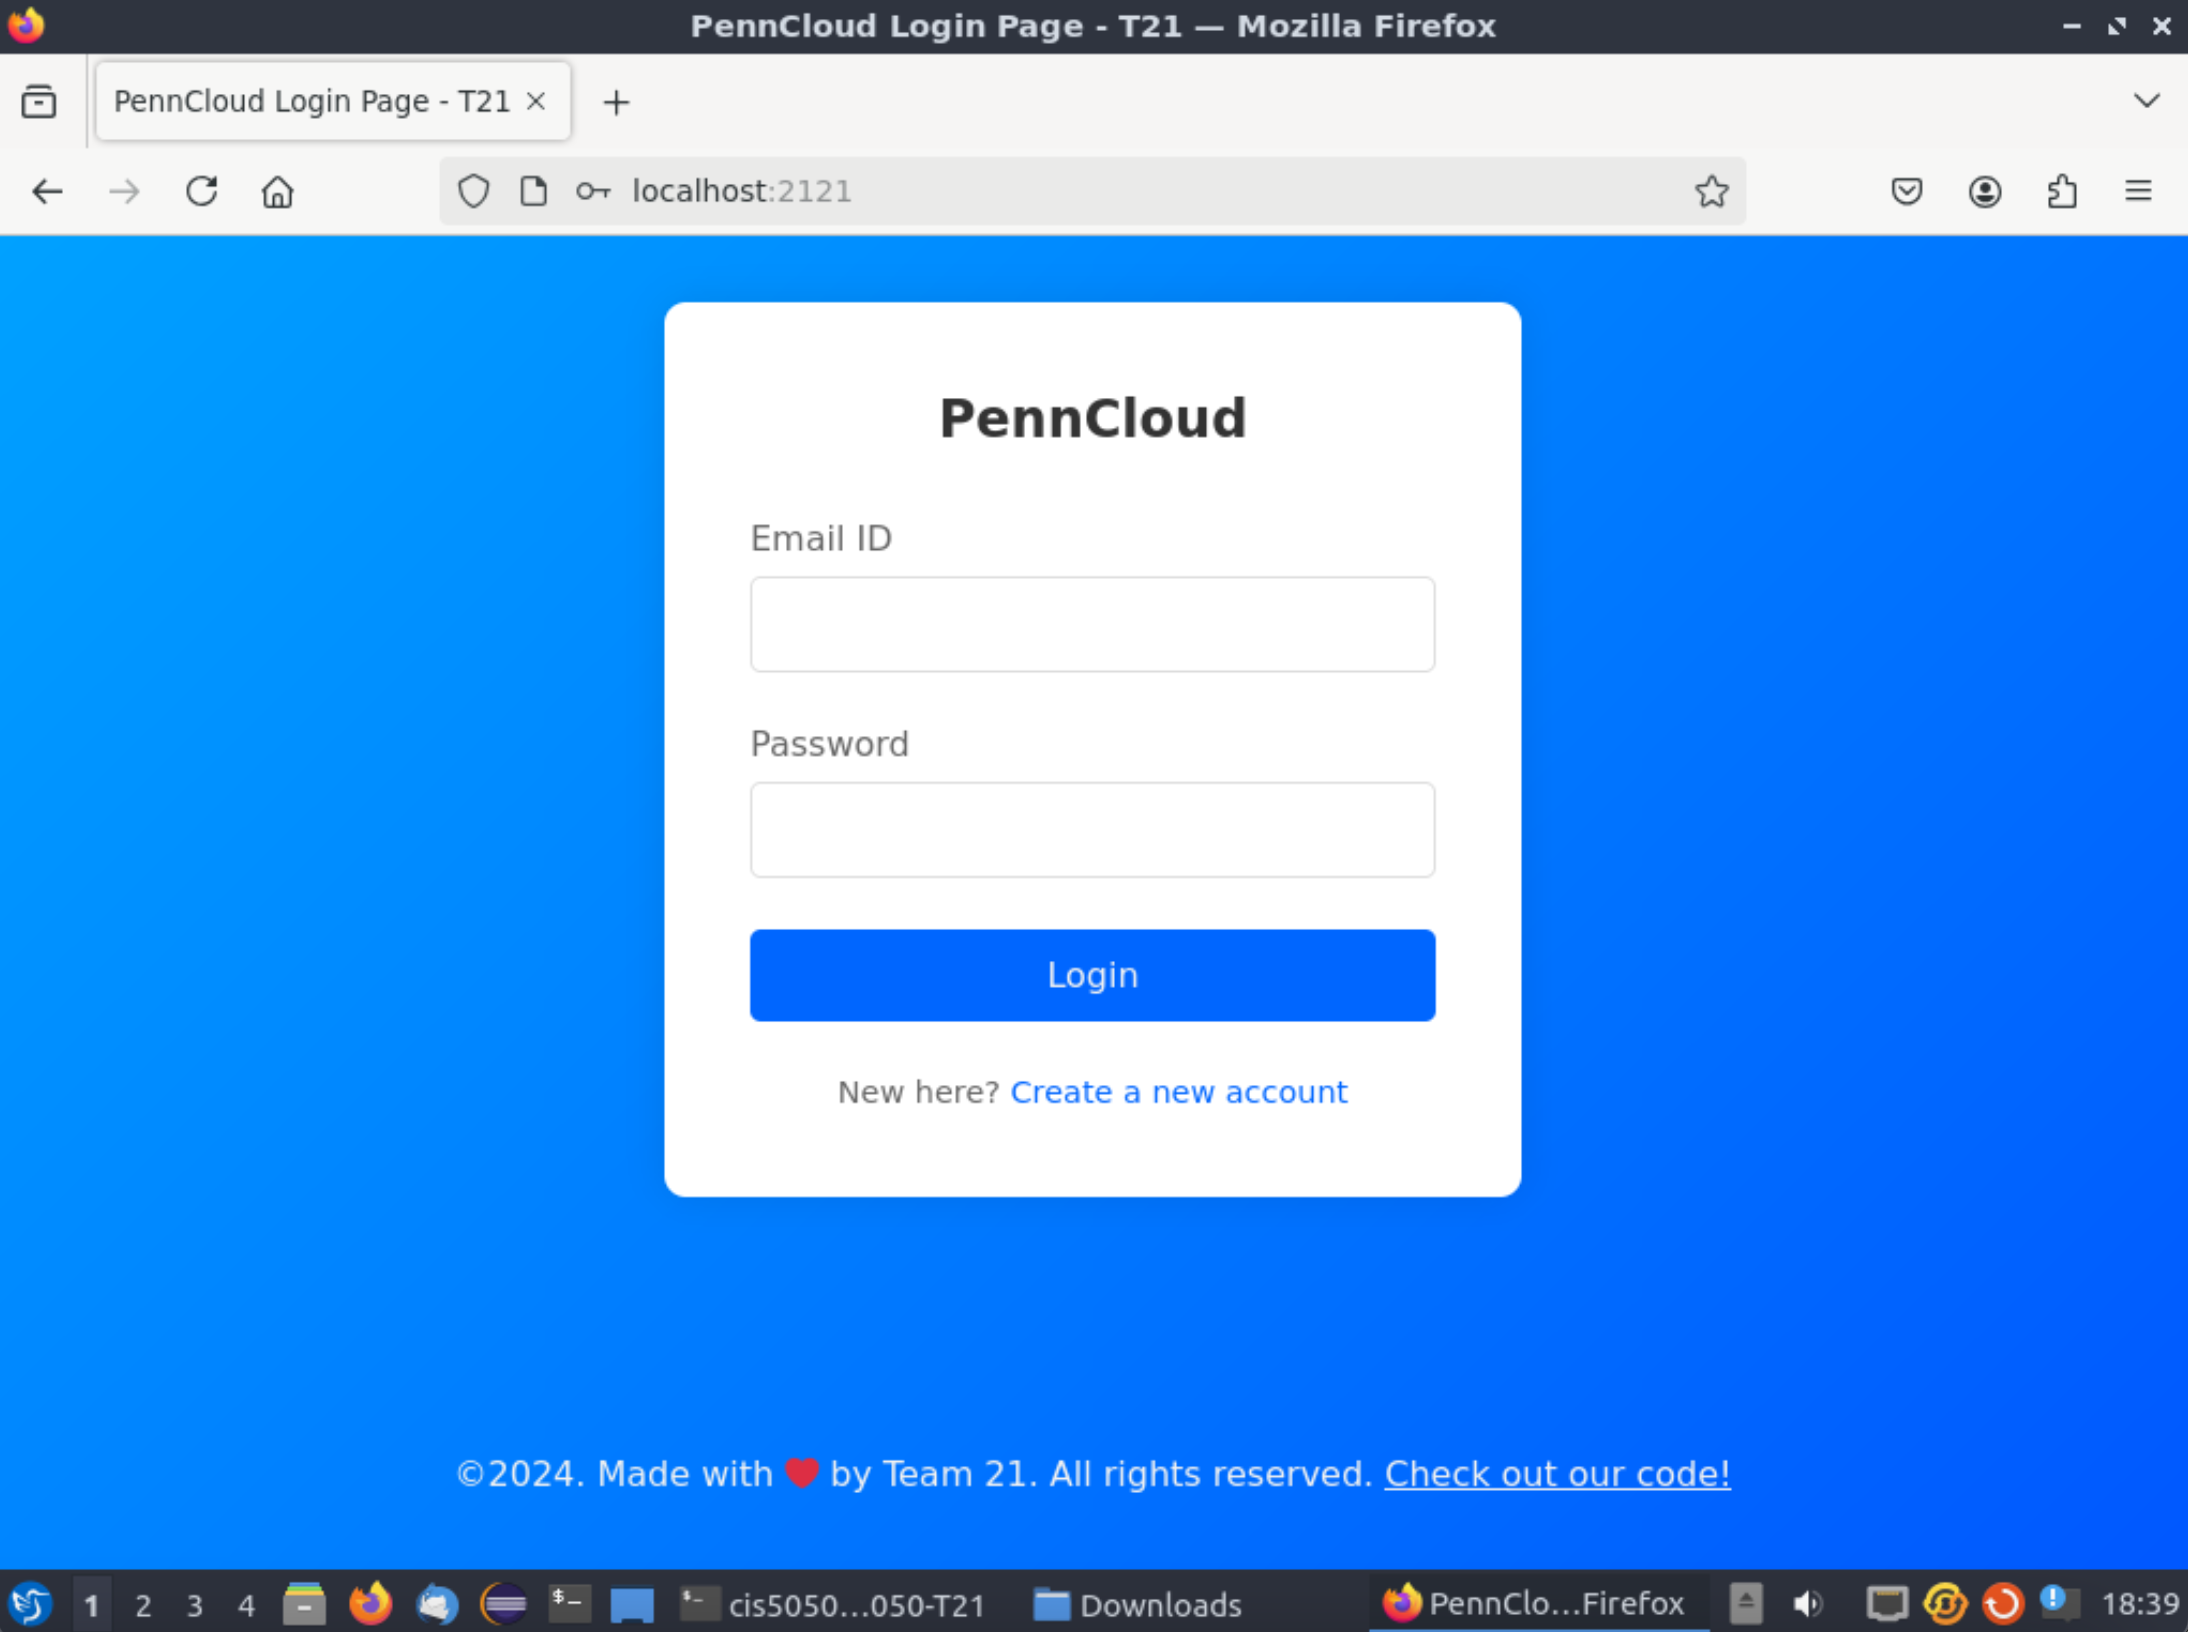 PennCloud Login Page - T21 — Mozilla Firefox
PennCloud Login Page - T21
localhost:2121
PennCloud
Email ID
Password
Login
New here? Create a new account
©2024. Made with ❤️ by Team 21. All rights reserved. Check out our code!
1 2 3 4 $− $− cis5050...050-T21 Downloads PennClo...Firefox 18:39